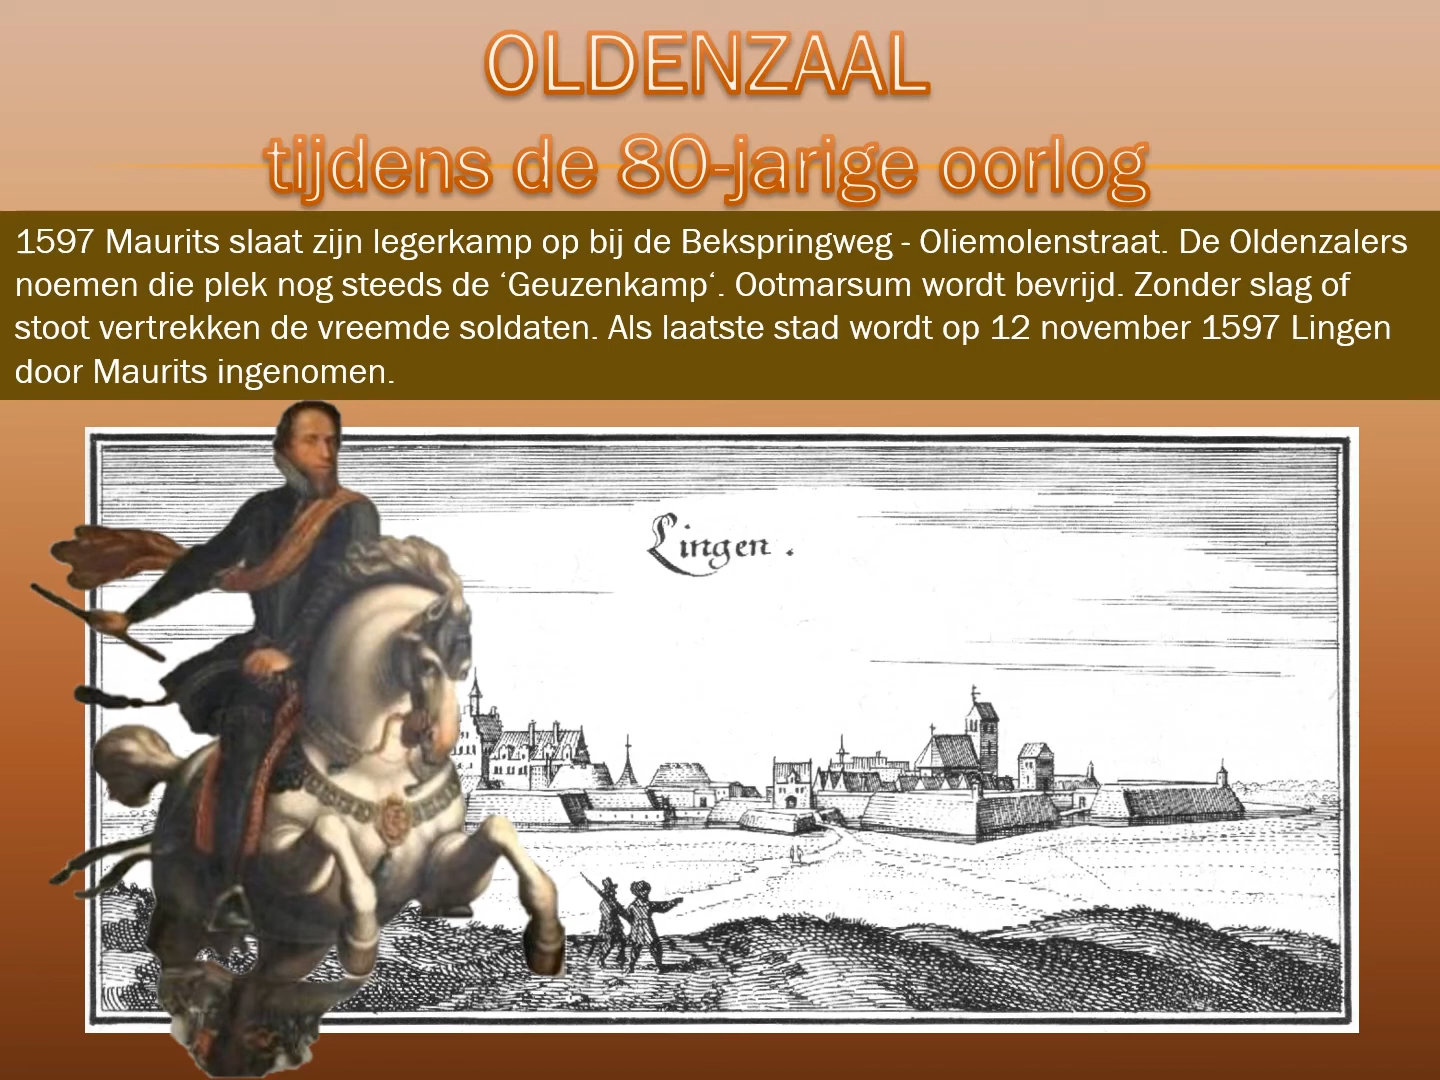 OLDENZAAL
tijdens de 80-jarige oorlog
1597 Maurits slaat zijn legerkamp op bij de Bekspringweg - Oliemolenstraat. De Oldenzalers
noemen die plek nog steeds de ‘Geuzenkamp‘. Ootmarsum wordt bevrijd. Zonder slag of
stoot vertrekken de vreemde soldaten. Als laatste stad wordt op 12 november 1597 Lingen
door Maurits ingenomen.
Lingen .